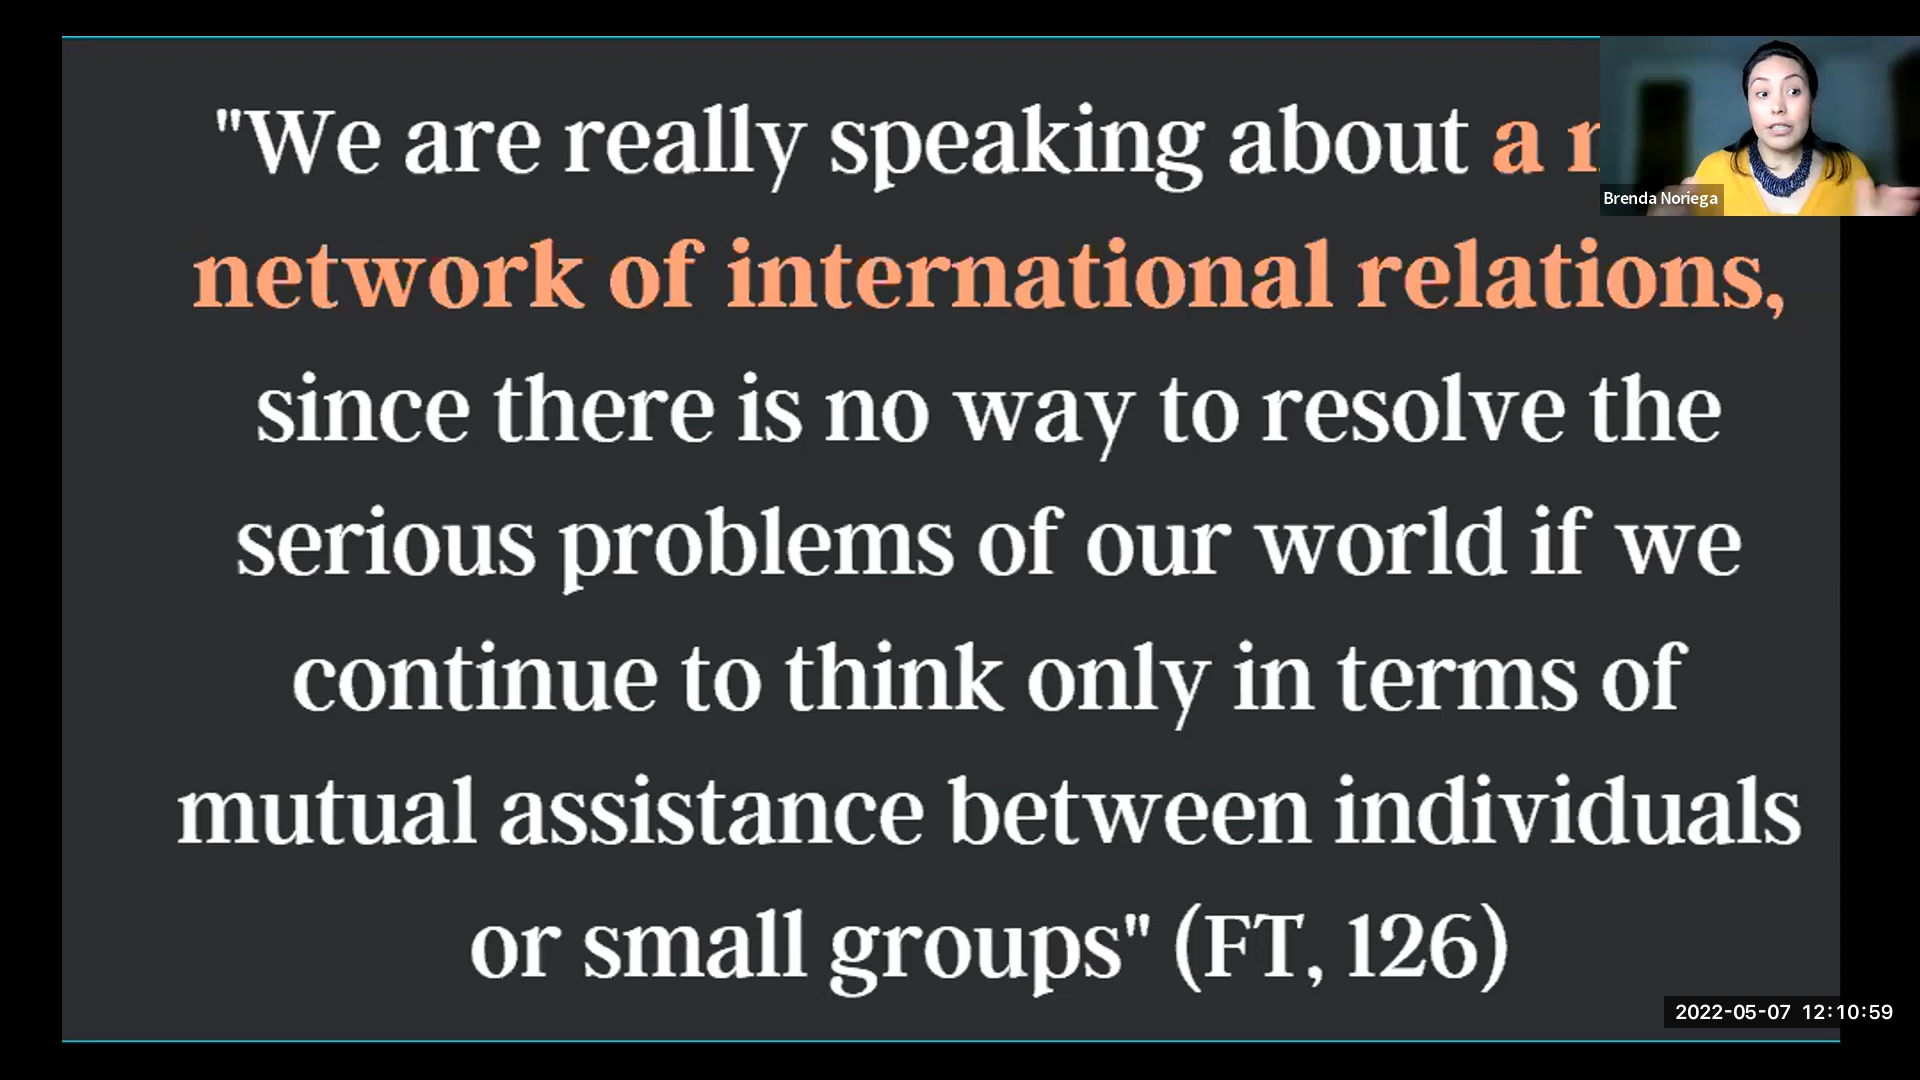 "We are really speaking about a
network of international relations,
since there is no way to resolve the
serious problems of our world if we
continue to think only in terms of
mutual assistance between individuals
or small groups" (FT, 126)
Brenda Noriega
2022-05-07 12:10:59